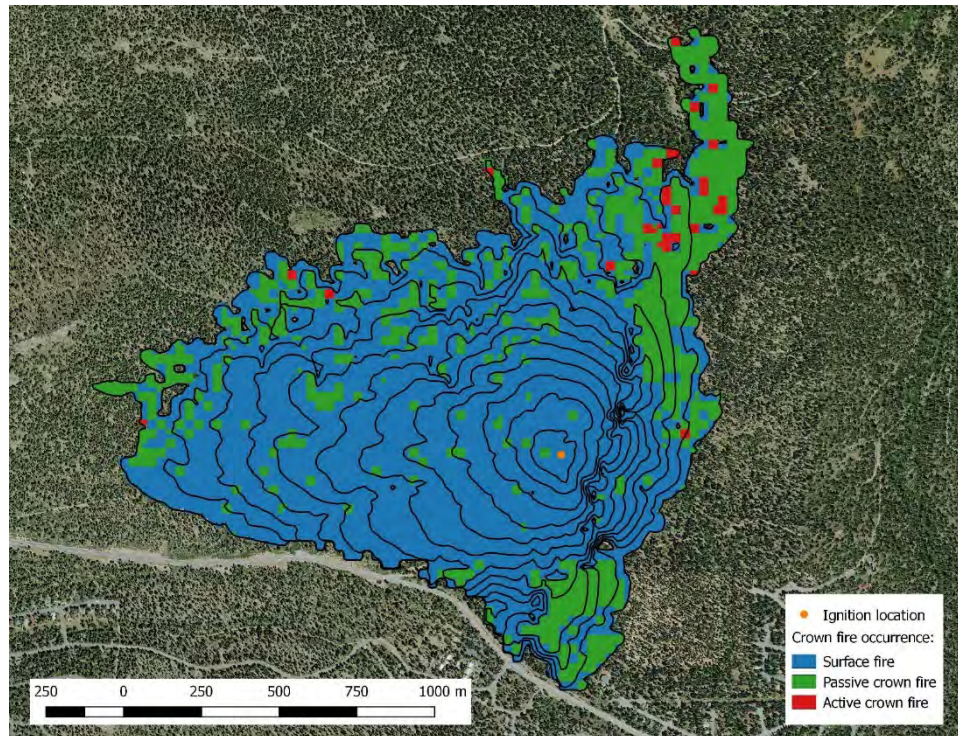 Ignition location
Crown fire occurrence:
Surface fire
Passive crown fire
Active crown fire
250 0 250 500 750 1000 m